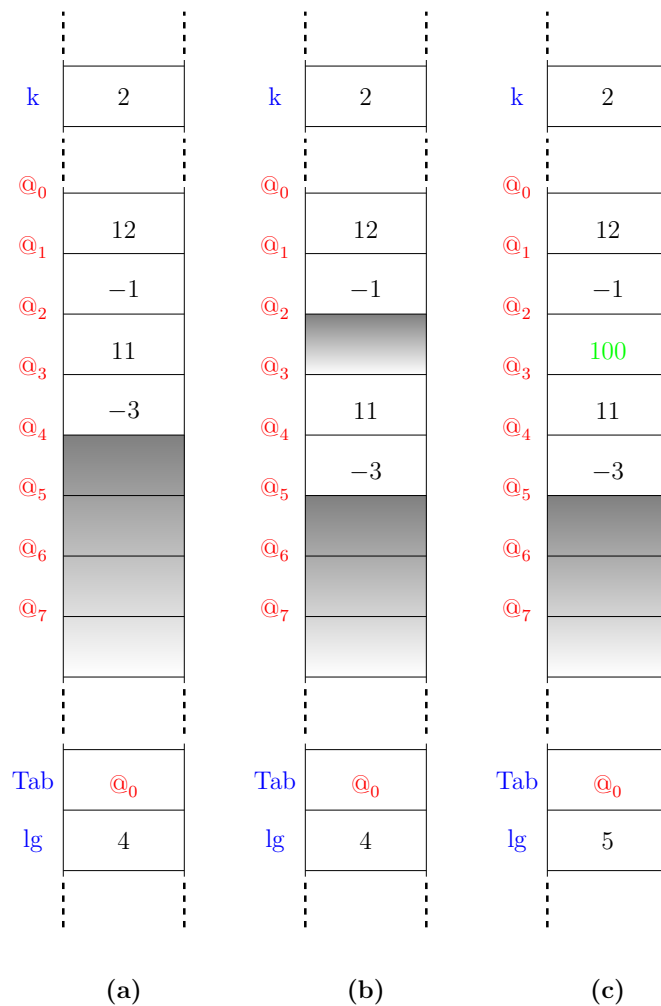 k 2 k 2 k 2
@0 @0 @0
12 12 12
@1 @1 @1
−1 −1 −1
@2 @2 @2
11 100
@3 @3 @3
−3 11 11
@4 @4 @4
−3 −3
@5 @5 @5
@6 @6 @6
@7 @7 @7
Tab @0 Tab @0 Tab @0
lg 4 lg 4 lg 5
(a) (b) (c)